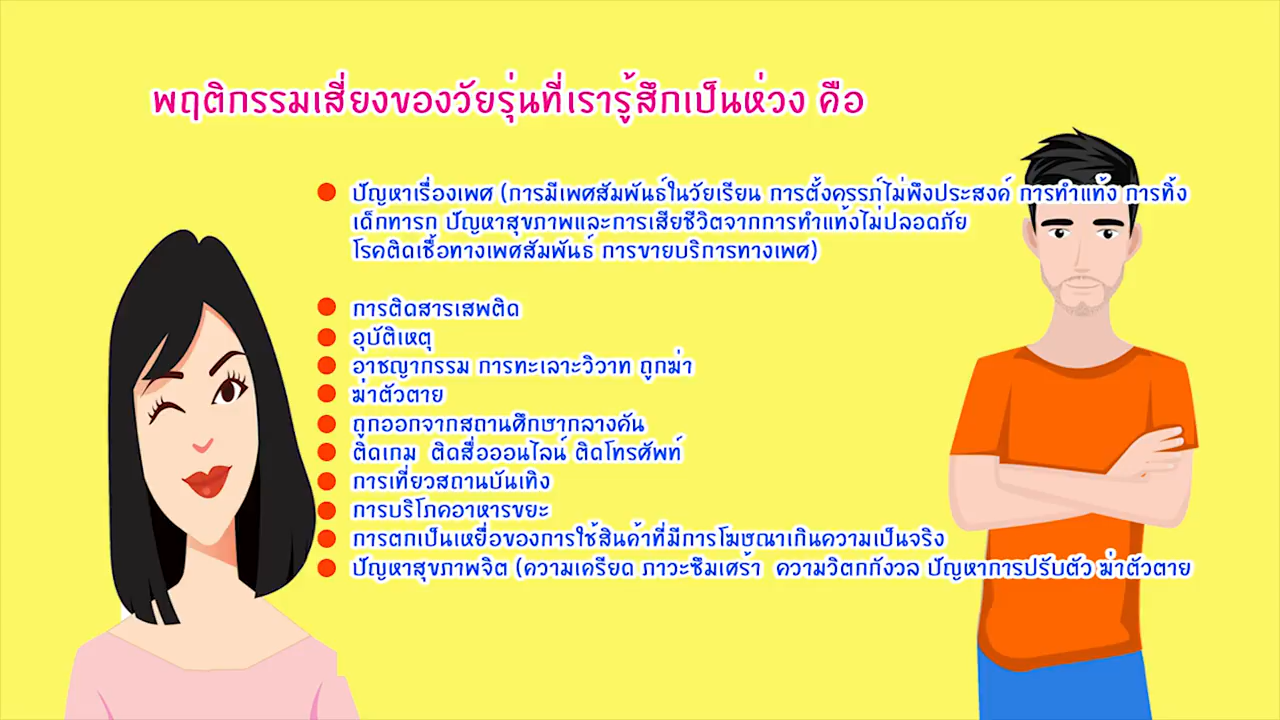 พฤติกรรมเสี่ยงของวัยรุ่นที่เรารู้สึกเป็นห่วง คือ
ปัญหาเรื่องเพศ (การมีเพศสัมพันธ์ในวัยเรียน การตั้งครรภ์ไม่พึงประสงค์ การทำแท้ง การทิ้ง
เด็กทารก ปัญหาสุขภาพและการเสียชีวิตจากการทำแท้งไม่ปลอดภัย
โรคติดเชื้อทางเพศสัมพันธ์ การขายบริการทางเพศ)
การติดสารเสพติด
อุบัติเหตุ
อาชญากรรม การทะเลาะวิวาท ถูกฆ่า
ฆ่าตัวตาย
ถูกออกจากสถานศึกษากลางคัน
ติดเกม ติดสื่อออนไลน์ ติดโทรศัพท์
การเที่ยวสถานบันเทิง
การบริโภคอาหารขยะ
การตกเป็นเหยื่อของการใช้สินค้าที่มีการโฆษณาเกินความเป็นจริง
ปัญหาสุขภาพจิต (ความเครียด ภาวะซึมเศร้า ความวิตกกังวล ปัญหาการปรับตัว ฆ่าตัวตาย